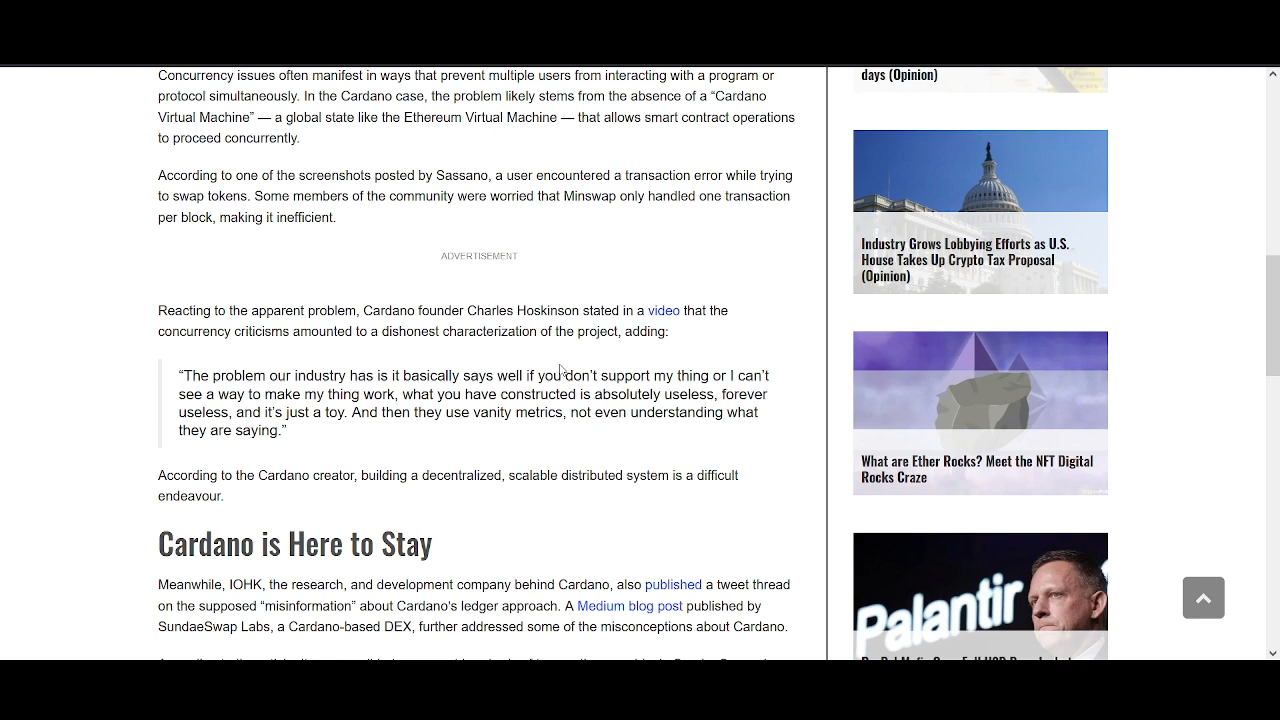 Concurrency issues often manifest in ways that prevent multiple users from interacting with a program or
protocol simultaneously. In the Cardano case, the problem likely stems from the absence of a “Cardano
Virtual Machine” — a global state like the Ethereum Virtual Machine — that allows smart contract operations
to proceed concurrently.
According to one of the screenshots posted by Sassano, a user encountered a transaction error while trying
to swap tokens. Some members of the community were worried that Minswap only handled one transaction
per block, making it inefficient.
ADVERTISEMENT
Reacting to the apparent problem, Cardano founder Charles Hoskinson stated in a video that the
concurrency criticisms amounted to a dishonest characterization of the project, adding:
“The problem our industry has is it basically says well if you don’t support my thing or I can’t
see a way to make my thing work, what you have constructed is absolutely useless, forever
useless, and it’s just a toy. And then they use vanity metrics, not even understanding what
they are saying.”
According to the Cardano creator, building a decentralized, scalable distributed system is a difficult
endeavour.
Cardano is Here to Stay
Meanwhile, IOHK, the research, and development company behind Cardano, also published a tweet thread
on the supposed “misinformation” about Cardano's ledger approach. A Medium blog post published by
SundaeSwap Labs, a Cardano-based DEX, further addressed some of the misconceptions about Cardano.
days (Opinion)
Industry Grows Lobbying Efforts as U.S.
House Takes Up Crypto Tax Proposal
(Opinion)
What are Ether Rocks? Meet the NFT Digital
Rocks Craze
Palantir